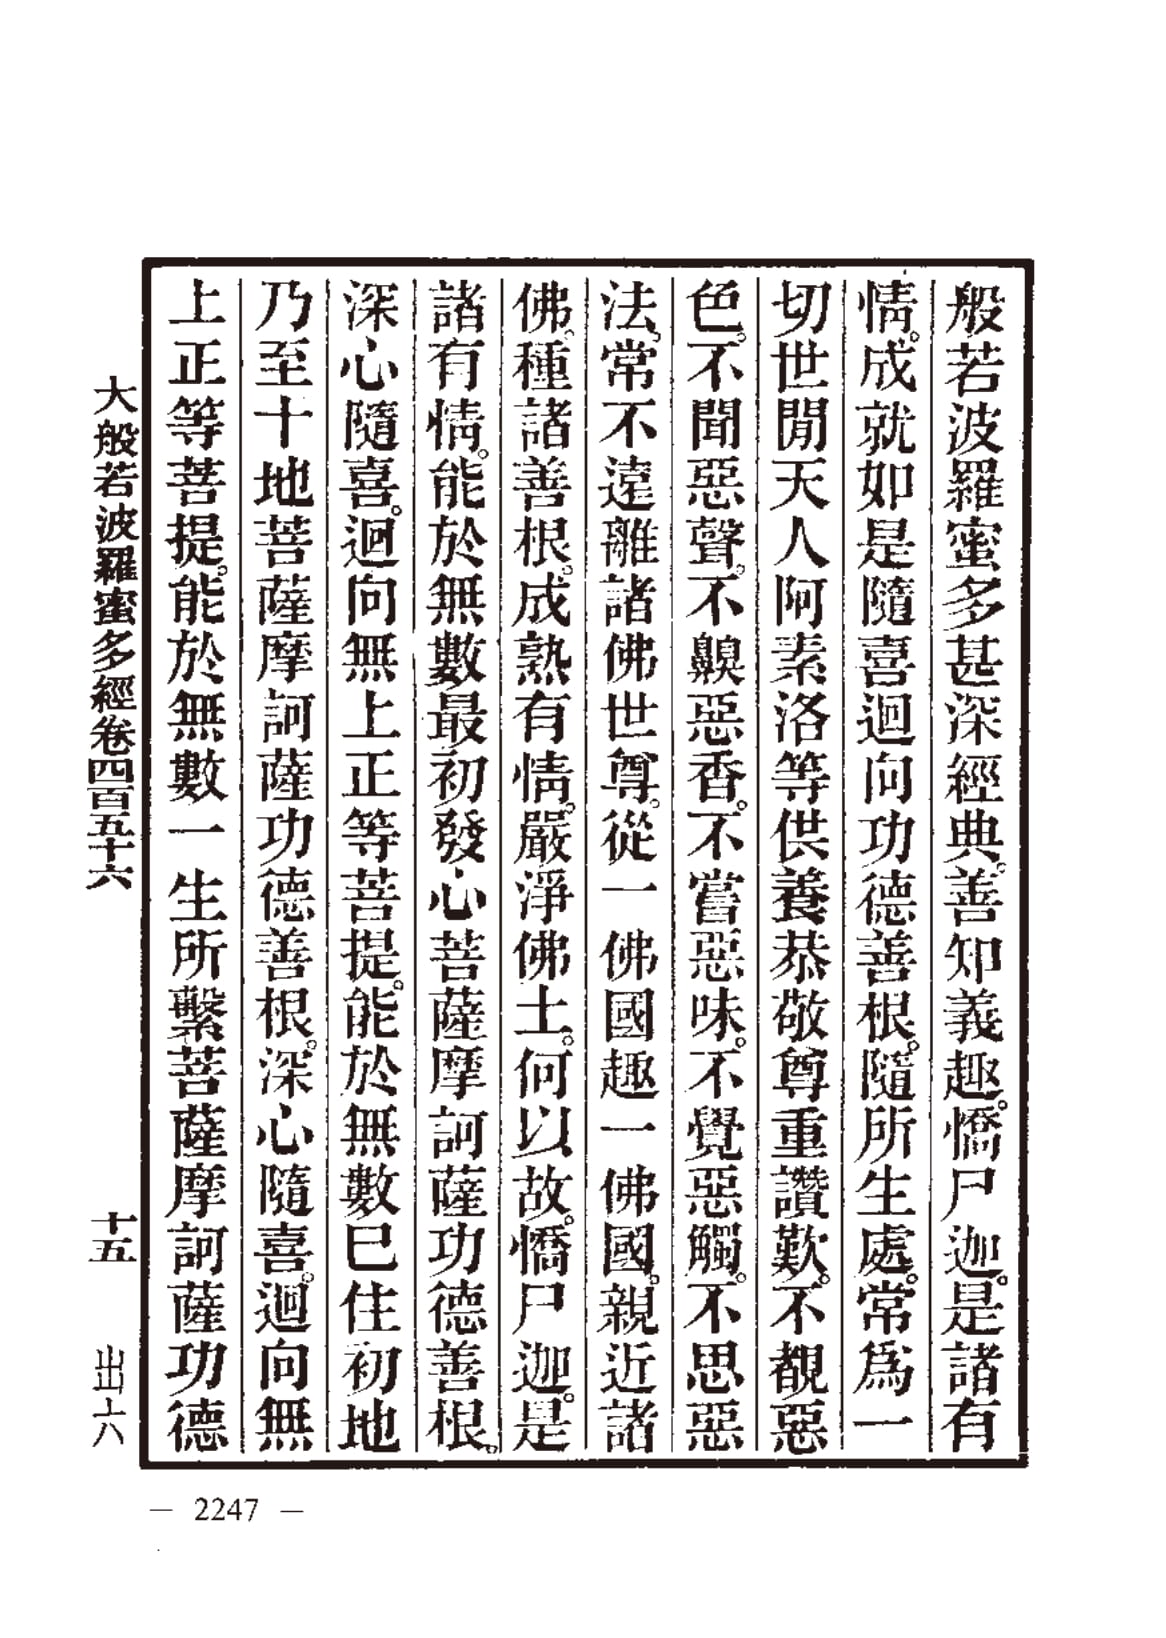 般若波羅蜜多甚深經典。善知義趣。憍尸迦。是諸有
情。成就如是隨喜迴向功德善根。隨所生處。常爲一
切世閒天人阿素洛等供養恭敬尊重讚歎。不覩惡
色。不聞惡聲。不齅惡香。不嘗惡味。不覺惡觸。不思惡
法。常不遠離諸佛世尊。從一佛國趣一佛國。親近諸
佛。種諸善根。成熟有情。嚴淨佛土。何以故。憍尸迦。是
諸有情。能於無數最初發心菩薩摩訶薩功德善根。
深心隨喜。迴向無上正等菩提。能於無數已住初地
乃至十地菩薩摩訶薩功德善根。深心隨喜。迴向無
上正等菩提。能於無數一生所繫菩薩摩訶薩功德
大般若波羅蜜多經卷四百五十六 十五 出六
— 2247 —